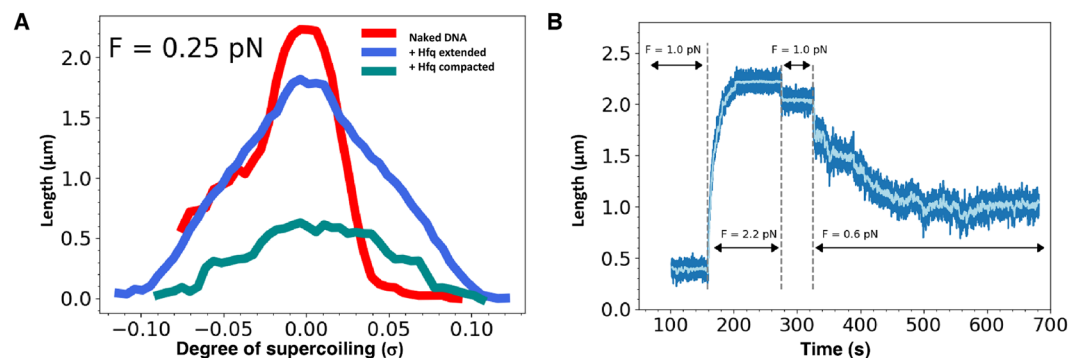 A
F = 0.25 pN
Naked DNA
+ Hfq extended
+ Hfq compacted
Length (μm)
2.0
1.5
1.0
0.5
0.0
−0.10 −0.05 0.00 0.05 0.10
Degree of supercoiling (σ)
B
F = 1.0 pN
F = 1.0 pN
F = 2.2 pN
F = 0.6 pN
Length (μm)
2.5
2.0
1.5
1.0
0.5
0.0
100 200 300 400 500 600 700
Time (s)